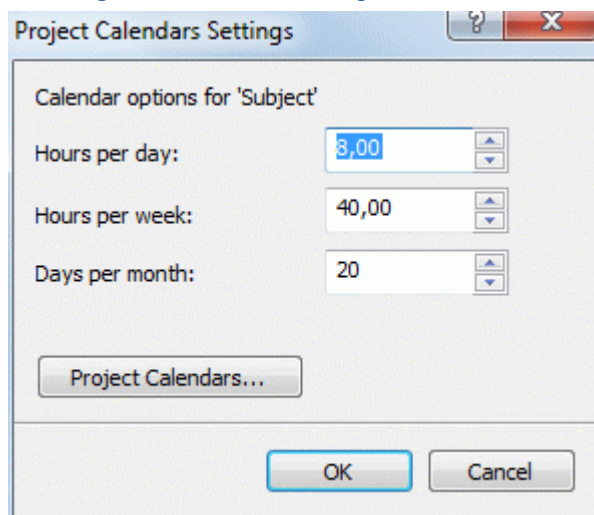 Project Calendars Settings
Calendar options for 'Subject'
Hours per day: 8,00
Hours per week: 40,00
Days per month: 20
Project Calendars...
OK Cancel